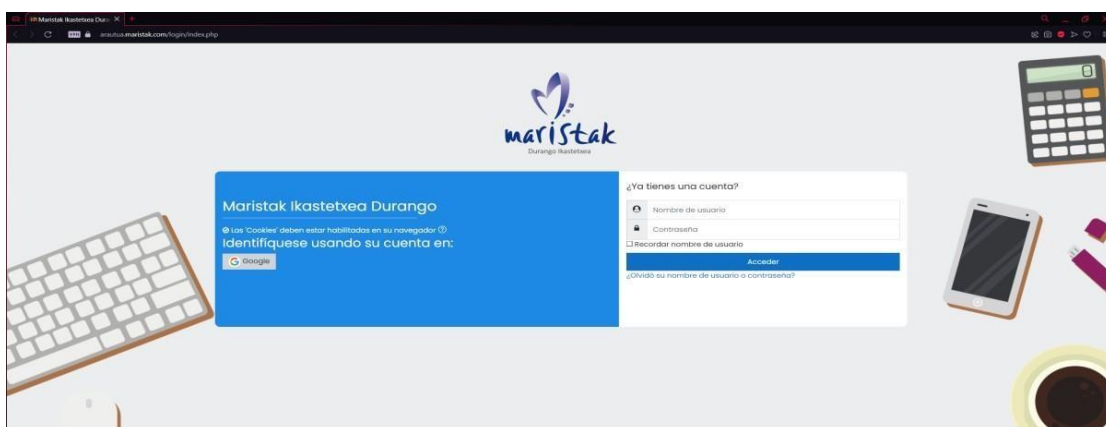 Maristak Ikastetxea Dura
arautua.maristak.com/login/index.php
maristak
Durango Ikastetxea
Maristak Ikastetxea Durango
Las 'Cookies' deben estar habilitadas en su navegador
Identifíquese usando su cuenta en:
Google
¿Ya tienes una cuenta?
Nombre de usuario
Contraseña
Recordar nombre de usuario
Acceder
¿Olvidó su nombre de usuario o contraseña?